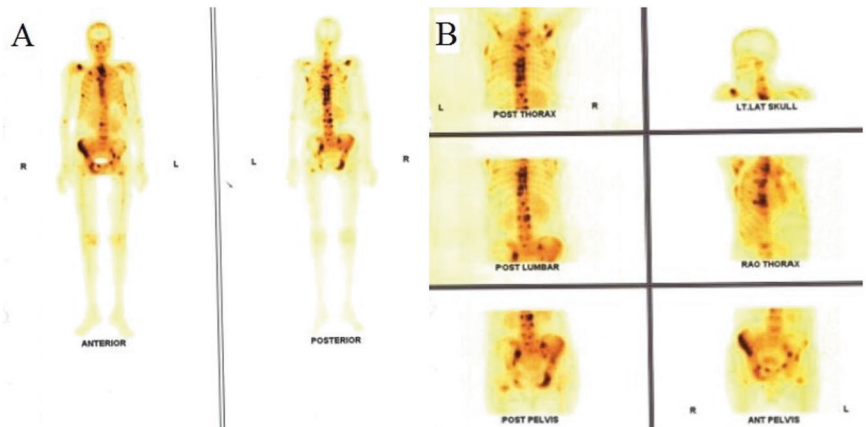 A
B
L
POST THORAX
R
LT.LAT SKULL
R
L
L
R
POST LUMBAR
RAO THORAX
ANTERIOR
POSTERIOR
POST PELVIS
R
ANT PELVIS
L